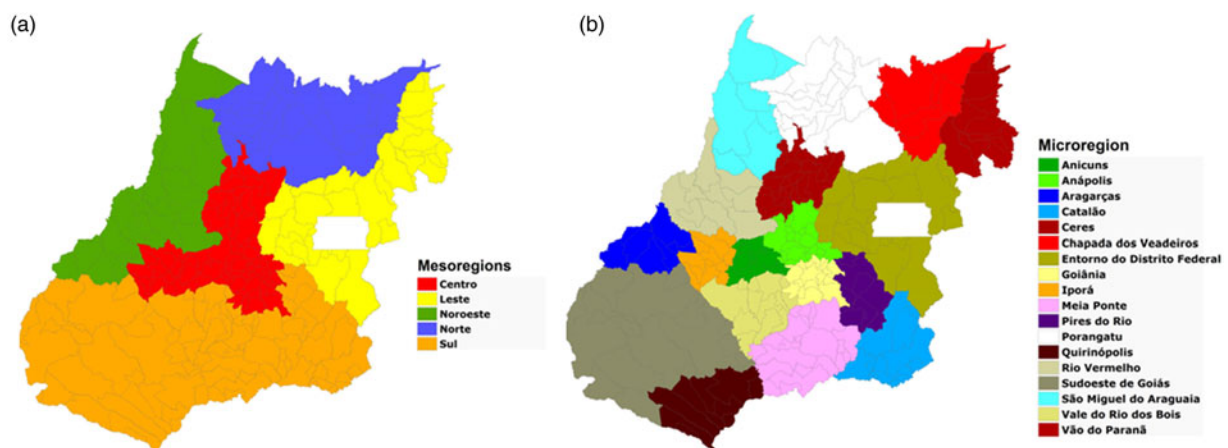 (a)
Mesoregions
Centro
Leste
Noroeste
Norte
Sul
(b)
Microregion
Anicuns
Anápolis
Aragarças
Catalão
Ceres
Chapada dos Veadeiros
Entorno do Distrito Federal
Goiânia
Iporá
Meia Ponte
Pires do Rio
Porangatu
Quirinópolis
Rio Vermelho
Sudoeste de Goiás
São Miguel do Araguaia
Vale do Rio dos Bois
Vão do Paranã